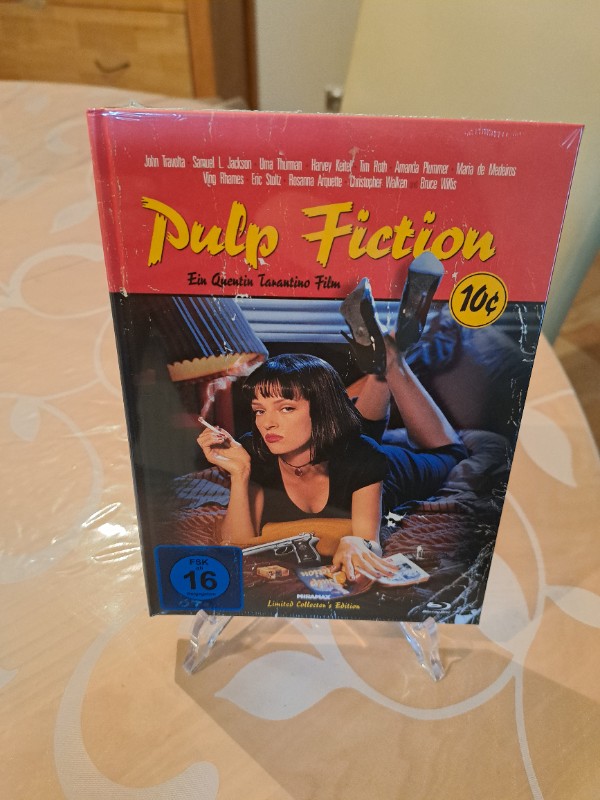 John Travolta Samuel L. Jackson Uma Thurman Harvey Keitel Tim Roth Amanda Plummer Maria de Medeiros
Ving Rhames Eric Stoltz Rosanna Arquette Christopher Walken Bruce Willis
Pulp Fiction
Ein Quentin Tarantino Film
10¢
FSK
ab
16
freigegeben
MIRAMAX
Limited Collector's Edition